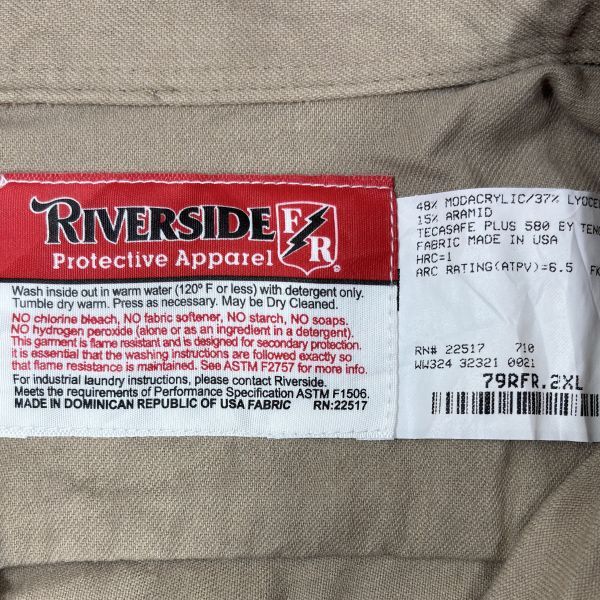 RIVERSIDE FR
Protective Apparel
Wash inside out in warm water (120º F or less) with detergent only.
Tumble dry warm. Press as necessary. May be Dry Cleaned.
NO chlorine bleach, NO fabric softener, NO starch, NO soaps.
NO hydrogen peroxide (alone or as an ingredient in a detergent).
This garment is flame resistant and is designed for secondary protection.
it is essential that the washing instructions are followed exactly so
that flame resistance is maintained. See ASTM F2757 for more info.
For industrial laundry instructions, please contact Riverside.
Meets the requirements of Performance Specification ASTM F1506.
MADE IN DOMINICAN REPUBLIC OF USA FABRIC RN:22517
48% MODACRYLIC/37% LYOCE
15% ARAMID
TECASAFE PLUS 580 BY TENC
FABRIC MADE IN USA
HRC=1
ARC RATING(ATPV)=6.5 FK
RN# 22517 710
WW324 32321 0021
79RFR.2XL